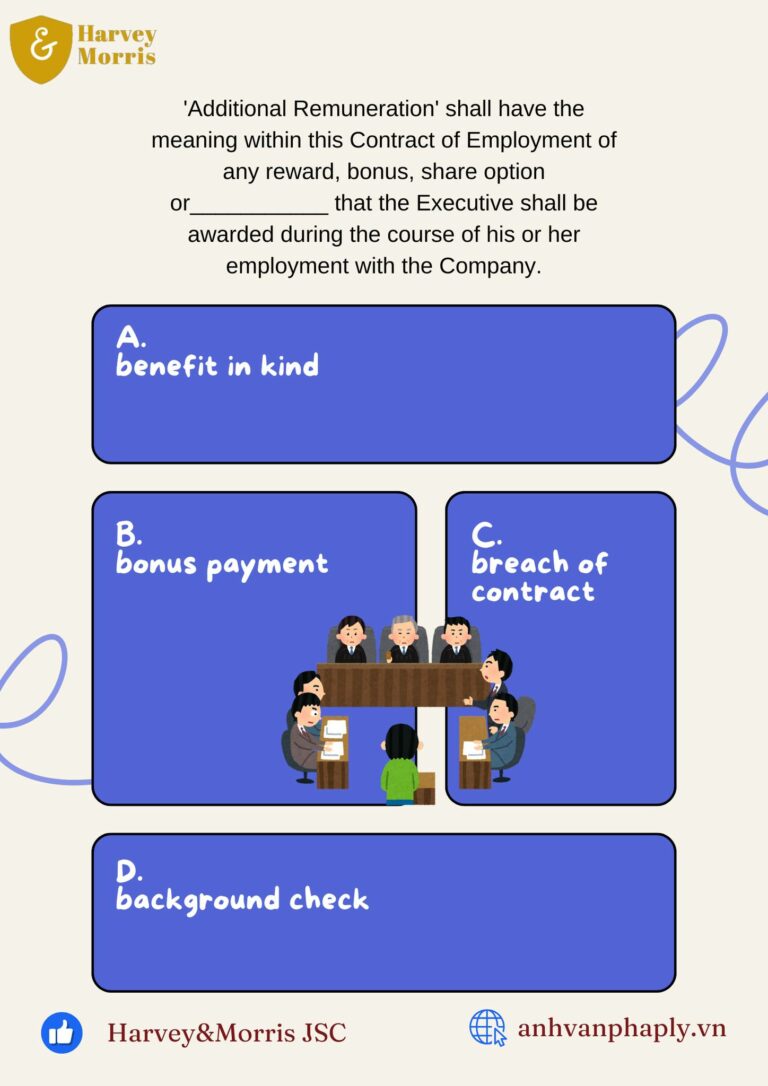 &
Harvey
Morris
'Additional Remuneration' shall have the
meaning within this Contract of Employment of
any reward, bonus, share option
or___________ that the Executive shall be
awarded during the course of his or her
employment with the Company.
A.
benefit in kind
B.
bonus payment
C.
breach of
contract
D.
background check
Harvey&Morris JSC
anhvanphaply.vn